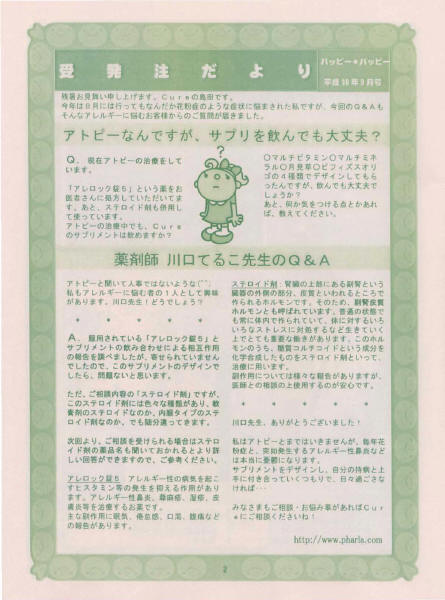 受発注だより
ハッピー★ハッピー
平成18年9月号
残暑お見舞い申し上げます。Cureの島田です。
今年は8月には行ってもなんだか花粉症のような症状に悩まされた私ですが、今回のQ&Aも
そんなアレルギーに悩むお客様からのご質問が届きました。
アトピーなんですが、サプリを飲んでも大丈夫?
Q. 現在アトピーの治療をして
います。
「アレロック錠5」という薬をお
医者さんに処方していただいてま
す。あと、ステロイド剤も併用し
て使っています。
アトピーの治療中でも、Cure
のサプリメントは飲めますか?
?
○マルチビタミン○マルチミネ
ラル○月見草○ビフィズスオリ
ゴの4種類でデザインしてもら
ったんですが、飲んでも大丈夫
でしょうか?
あと、何か気をつける点とかあれ
ば、教えてください。
薬剤師 川口てるこ先生のQ&A
アトピーと聞いて人事ではないような(^^;
私もアレルギーに悩む者の1人として興味
があります。川口先生!どうでしょう?
* * * * *
A. 服用されている「アレロック錠5」と
サプリメントの飲み合わせによる相互作用
の報告を調べましたが、寄せられていません
でしたので、このサプリメントのデザインで
したら、問題ないと思います。
ただ、ご相談内容の「ステロイド剤」ですが、
このステロイド剤には色々な種類があり、軟
膏剤のステロイドなのか、内服タイプのステ
ロイド剤なのか、でも随分違ってきます。
次回より、ご相談を受けられる場合はステロ
イド剤の薬品名も聞いておかれるとより詳
しい回答ができますので、ご参考ください。
アレロック錠5 アレルギー性の病気を起こ
すヒスタミン等の発生を抑える作用があり
ます。アレルギー性鼻炎、蕁麻疹、湿疹、皮
膚炎等を治療するお薬です。
主な副作用に眠気、倦怠感、口渇、腹痛など
の報告があります。
ステロイド剤：腎臓の上部にある副腎という
臓器の外側の部分、皮質といわれるところで
作られるホルモンです。そのため、副腎皮質
ホルモンとも呼ばれています。普通の状態で
も常に体内で作られていて、体に対するいろ
いろなストレスに対処するなど生きていく
上でとても重要な働きがあります。このホル
モンのうち、糖質コルチコイドという成分を
化学合成したものをステロイド剤といって、
治療に用います。
副作用については様々な報告がありますが、
医師との相談の上使用するのが安心です。
* * * * *
川口先生、ありがとうございました!
私はアトピーとまではいきませんが、毎年花
粉症と、突如発生するアレルギー性鼻炎など
は本当に憂鬱になります。
サプリメントをデザインし、自分の持病と上
手に付き合っていくつもりで、日々過ごさな
ければ・・・
みなさまもご相談・お悩み事があればCur
eにご相談くださいね!
http://www.pharla.com
2